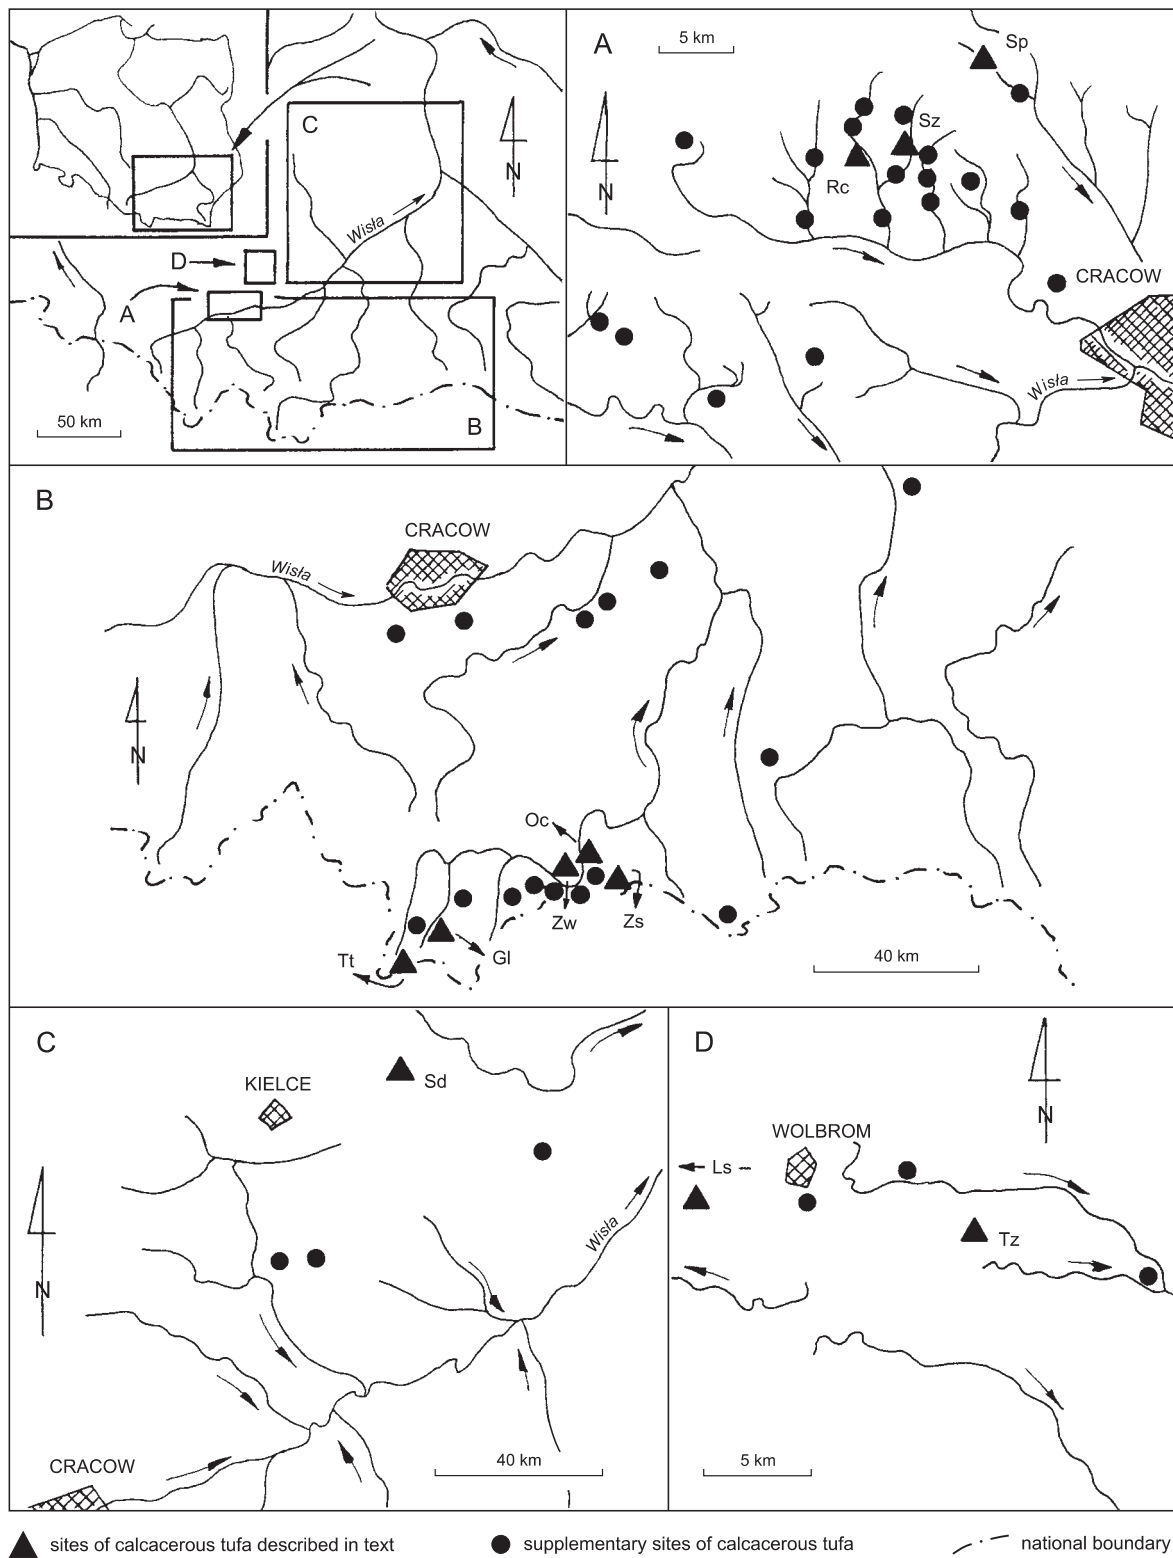 C
N
Wisła
D
A
50 km
B
A
5 km
N
Sp
Sz
Rc
CRACOW
Wisła
B
CRACOW
Wisła
N
Oc
Zw
Zs
Tt
Gl
40 km
C
KIELCE
Sd
N
Wisła
CRACOW
40 km
D
N
WOLBROM
Ls
Tz
5 km
sites of calcacerous tufa described in text
supplementary sites of calcacerous tufa
national boundary